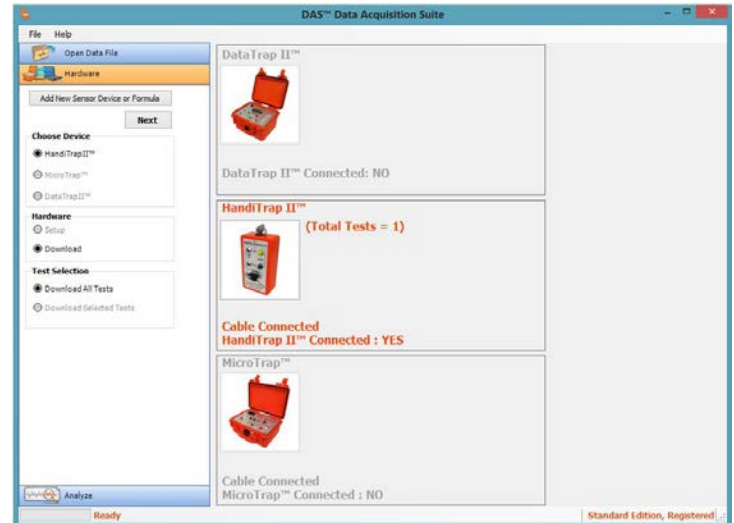 DAS™ Data Acquisition Suite
File Help
Open Data File
Hardware
Add New Sensor Device or Formula
Next
Choose Device
HandiTrapII™
MicroTrap™
DataTrapII™
Hardware
Setup
Download
Test Selection
Download All Tests
Download Selected Tests
Analyze
DataTrap II™
DataTrap II™ Connected: NO
HandiTrap II™
(Total Tests = 1)
Cable Connected
HandiTrap II™ Connected : YES
MicroTrap™
Cable Connected
MicroTrap™ Connected : NO
Ready
Standard Edition, Registered